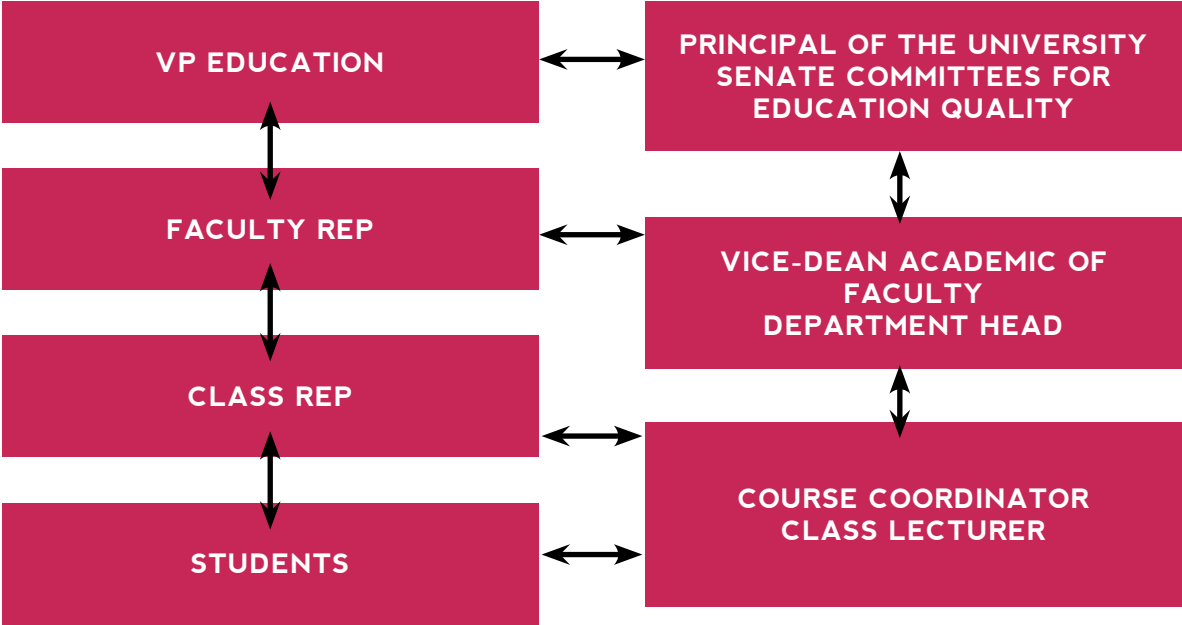 VP EDUCATION
PRINCIPAL OF THE UNIVERSITY
SENATE COMMITTEES FOR
EDUCATION QUALITY
FACULTY REP
VICE-DEAN ACADEMIC OF
FACULTY
DEPARTMENT HEAD
CLASS REP
COURSE COORDINATOR
CLASS LECTURER
STUDENTS